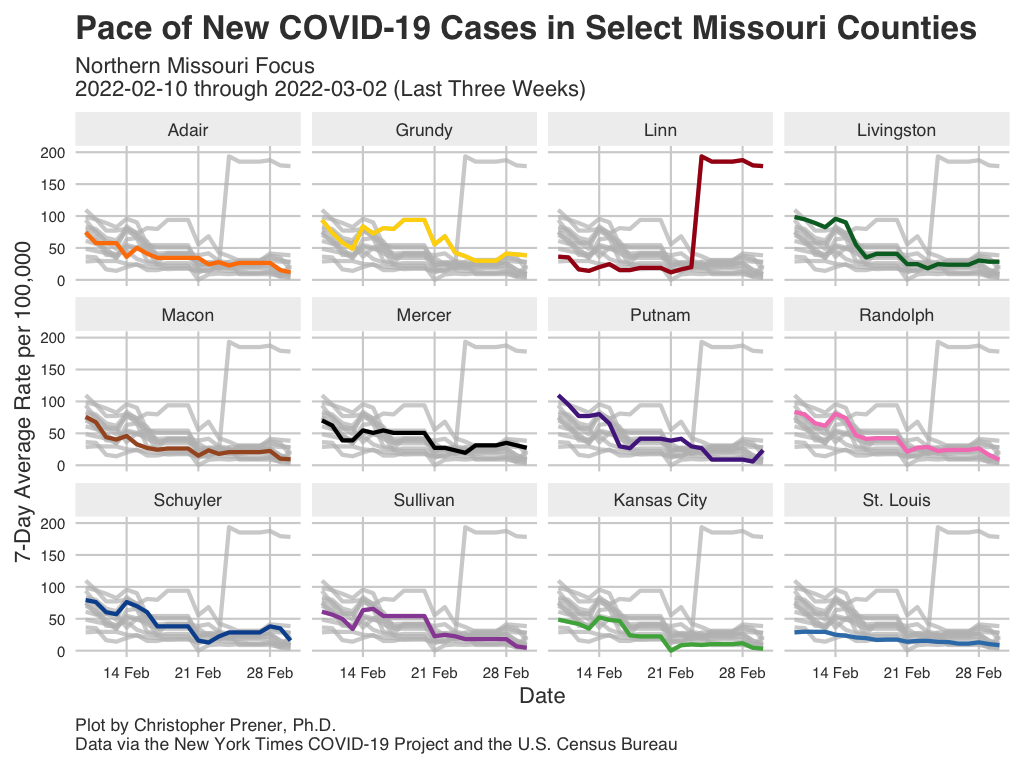 Pace of New COVID-19 Cases in Select Missouri Counties
Northern Missouri Focus
2022-02-10 through 2022-03-02 (Last Three Weeks)
7-Day Average Rate per 100,000
Adair Grundy Linn Livingston
200
150
100
50
0
Macon Mercer Putnam Randolph
200
150
100
50
0
Schuyler Sullivan Kansas City St. Louis
200
150
100
50
0
14 Feb 21 Feb 28 Feb 14 Feb 21 Feb 28 Feb 14 Feb 21 Feb 28 Feb 14 Feb 21 Feb 28 Feb
Date
Plot by Christopher Prener, Ph.D.
Data via the New York Times COVID-19 Project and the U.S. Census Bureau